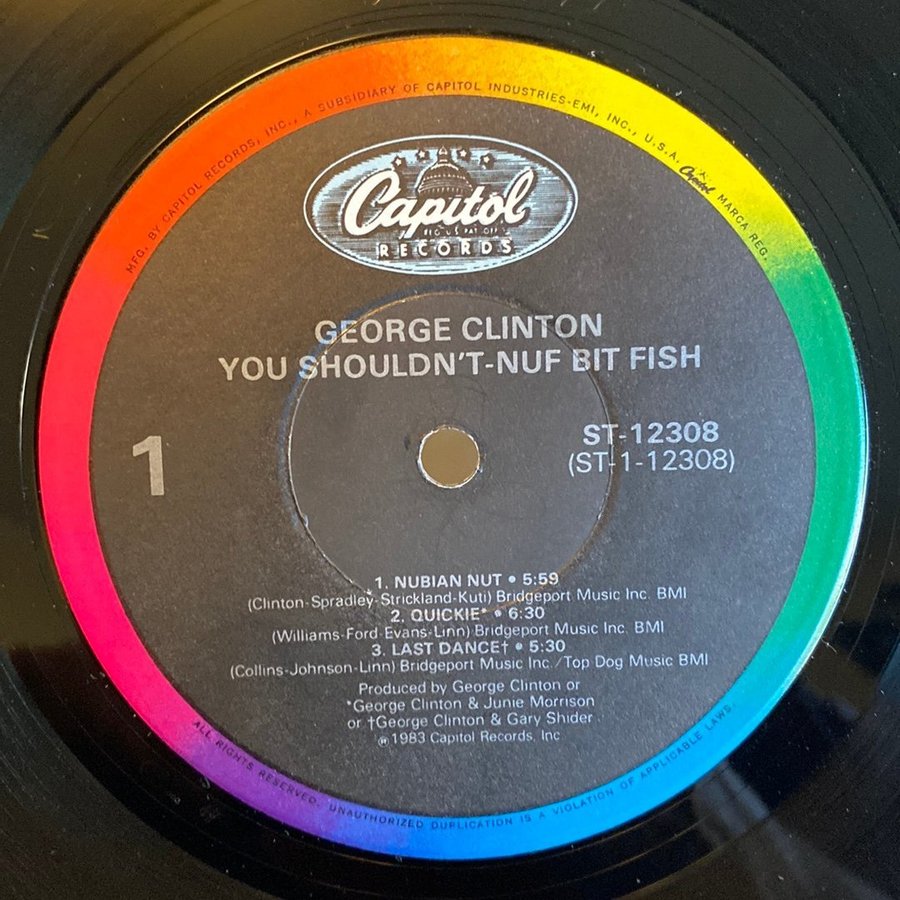 MFG. BY CAPITOL RECORDS, INC., A SUBSIDIARY OF CAPITOL INDUSTRIES-EMI, INC., U.S.A. Capitol MARCA REG.
Capitol
REG. U.S. PAT. OFF.
RECORDS
GEORGE CLINTON
YOU SHOULDN'T-NUF BIT FISH
1
ST-12308
(ST-1-12308)
1. NUBIAN NUT • 5:59
(Clinton-Spradley-Strickland-Kuti) Bridgeport Music Inc. BMI
2. QUICKIE* • 6:30
(Williams-Ford-Evans-Linn) Bridgeport Music Inc. BMI
3. LAST DANCE† • 5:30
(Collins-Johnson-Linn) Bridgeport Music Inc./Top Dog Music BMI
Produced by George Clinton or
*George Clinton & Junie Morrison
or †George Clinton & Gary Shider
℗ 1983 Capitol Records, Inc
ALL RIGHTS RESERVED. UNAUTHORIZED DUPLICATION IS A VIOLATION OF APPLICABLE LAWS.